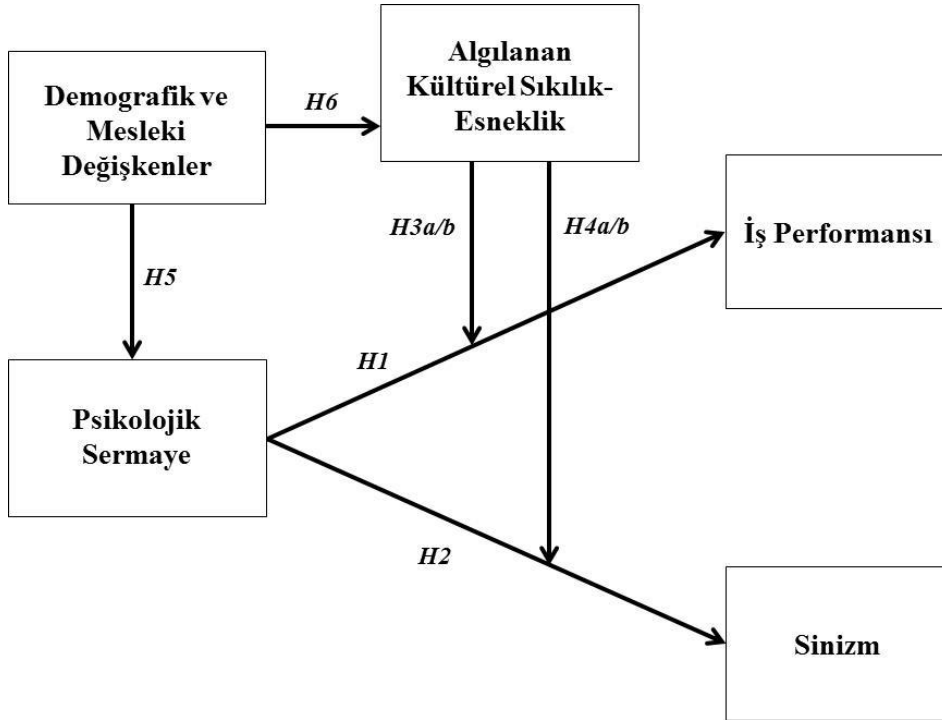 Algılanan
Kültürel Sıkılık-
Esneklik
Demografik ve
Mesleki
Değişkenler
H6
H3a/b
H4a/b
İş Performansı
H5
H1
Psikolojik
Sermaye
H2
Sinizm